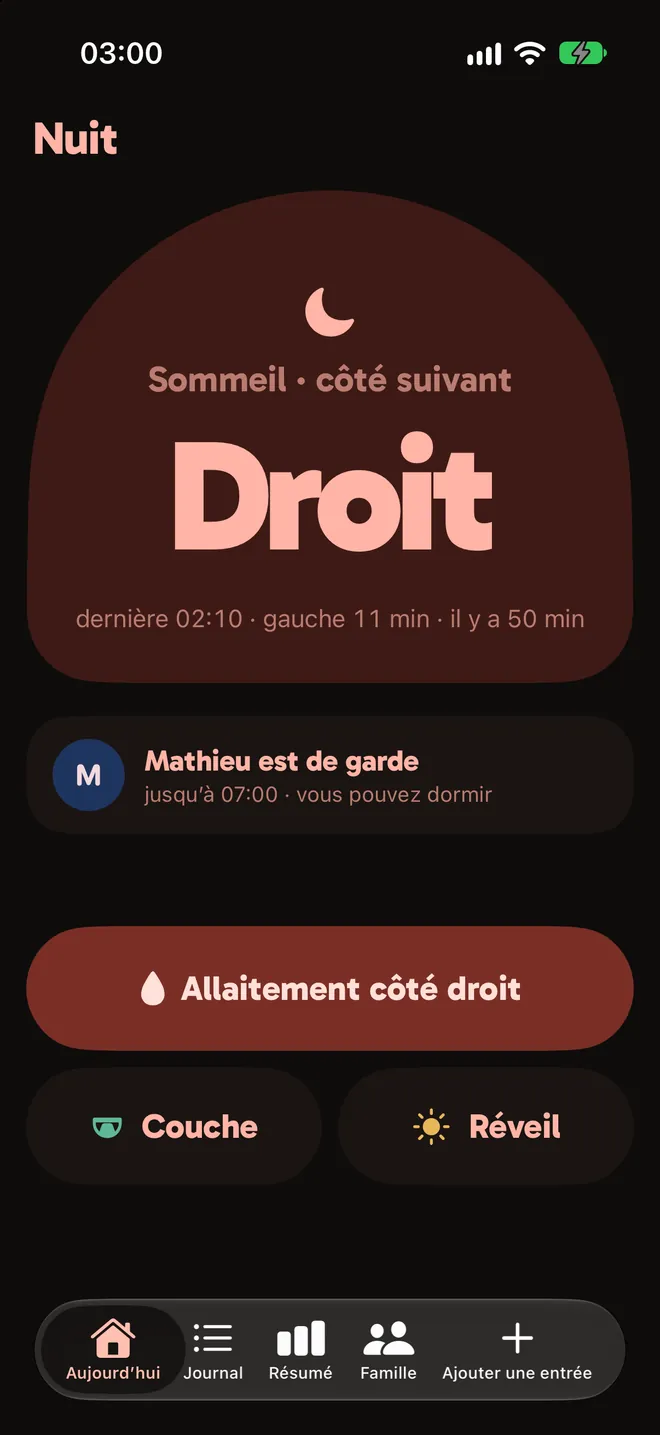 03:00
Nuit
Sommeil · côté suivant
Droit
dernière 02:10 · gauche 11 min · il y a 50 min
M
Mathieu est de garde
jusqu’à 07:00 · vous pouvez dormir
Allaitement côté droit
Couche
Réveil
Aujourd’hui
Journal
Résumé
Famille
Ajouter une entrée